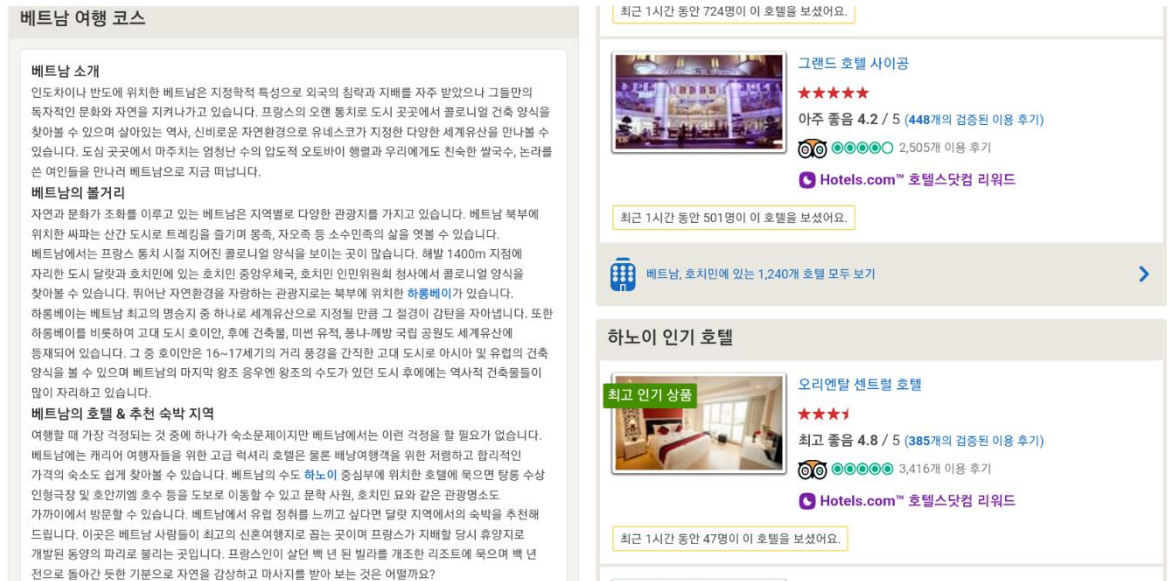 베트남 여행 코스
베트남 소개
인도차이나 반도에 위치한 베트남은 지정학적 특성으로 외국의 침략과 지배를 자주 받았으나 그들만의
독자적인 문화와 자연을 지켜나가고 있습니다. 프랑스의 오랜 통치로 도시 곳곳에서 콜로니얼 건축 양식을
찾아볼 수 있으며 살아있는 역사, 신비로운 자연환경으로 유네스코가 지정한 다양한 세계유산을 만나볼 수
있습니다. 도심 곳곳에서 마주치는 엄청난 수의 압도적 오토바이 행렬과 우리에게도 친숙한 쌀국수, 논라를
쓴 여인들을 만나러 베트남으로 지금 떠납니다.
베트남의 볼거리
자연과 문화가 조화를 이루고 있는 베트남은 지역별로 다양한 관광지를 가지고 있습니다. 베트남 북부에
위치한 싸파는 산간 도시로 트레킹을 즐기며 몽족, 자오족 등 소수민족의 삶을 엿볼 수 있습니다.
베트남에서는 프랑스 통치 시절 지어진 콜로니얼 양식을 보이는 곳이 많습니다. 해발 1400m 지점에
자리한 도시 달랏과 호치민에 있는 호치민 중앙우체국, 호치민 인민위원회 청사에서 콜로니얼 양식을
찾아볼 수 있습니다. 뛰어난 자연환경을 자랑하는 관광지로는 북부에 위치한 하롱베이가 있습니다.
하롱베이는 베트남 최고의 명승지 중 하나로 세계유산으로 지정될 만큼 그 절경이 감탄을 자아냅니다. 또한
하롱베이를 비롯하여 고대 도시 호이안, 후에 건축물, 미썬 유적, 퐁냐-께방 국립 공원도 세계유산에
등재되어 있습니다. 그 중 호이안은 16~17세기의 거리 풍경을 간직한 고대 도시로 아시아 및 유럽의 건축
양식을 볼 수 있으며 베트남의 마지막 왕조 응우옌 왕조의 수도가 있던 도시 후에에는 역사적 건축물들이
많이 자리하고 있습니다.
베트남의 호텔 & 추천 숙박 지역
여행할 때 가장 걱정되는 것 중에 하나가 숙소문제이지만 베트남에서는 이런 걱정을 할 필요가 없습니다.
베트남에는 캐리어 여행자들을 위한 고급 럭셔리 호텔은 물론 배낭여행객을 위한 저렴하고 합리적인
가격의 숙소도 쉽게 찾아볼 수 있습니다. 베트남의 수도 하노이 중심부에 위치한 호텔에 묵으면 탕롱 수상
인형극장 및 호안끼엠 호수 등을 도보로 이동할 수 있고 문학 사원, 호치민 묘와 같은 관광명소도
가까이에서 방문할 수 있습니다. 베트남에서 유럽 정취를 느끼고 싶다면 달랏 지역에서의 숙박을 추천해
드립니다. 이곳은 베트남 사람들이 최고의 신혼여행지로 꼽는 곳이며 프랑스가 지배할 당시 휴양지로
개발된 동양의 파리로 불리는 곳입니다. 프랑스인이 살던 백 년 된 빌라를 개조한 리조트에 묵으며 백 년
전으로 돌아간 듯한 기분으로 자연을 감상하고 마사지를 받아 보는 것은 어떨까요?
최근 1시간 동안 724명이 이 호텔을 보셨어요.
그랜드 호텔 사이공
아주 좋음 4.2 / 5 (448개의 검증된 이용 후기)
2,505개 이용 후기
Hotels.com™ 호텔스닷컴 리워드
최근 1시간 동안 501명이 이 호텔을 보셨어요.
베트남, 호치민에 있는 1,240개 호텔 모두 보기
하노이 인기 호텔
최고 인기 상품
오리엔탈 센트럴 호텔
최고 좋음 4.8 / 5 (385개의 검증된 이용 후기)
3,416개 이용 후기
Hotels.com™ 호텔스닷컴 리워드
최근 1시간 동안 47명이 이 호텔을 보셨어요.